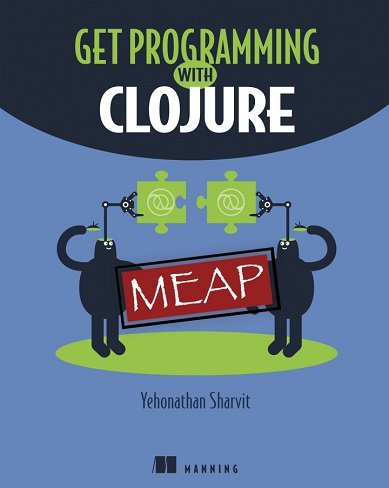 GET PROGRAMMING
WITH
CLOJURE
MEAP
Yehonathan Sharvit
MANNING